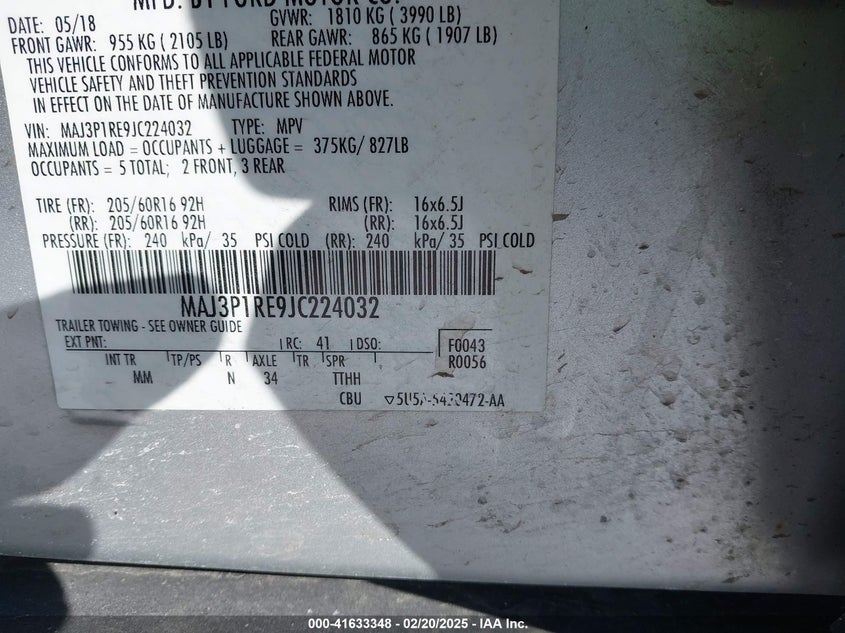 MFD. BY FORD MOTOR CO.
DATE: 05/18 GVWR: 1810 KG ( 3990 LB)
FRONT GAWR: 955 KG ( 2105 LB) REAR GAWR: 865 KG ( 1907 LB)
THIS VEHICLE CONFORMS TO ALL APPLICABLE FEDERAL MOTOR
VEHICLE SAFETY AND THEFT PREVENTION STANDARDS
IN EFFECT ON THE DATE OF MANUFACTURE SHOWN ABOVE.
VIN: MAJ3P1RE9JC224032 TYPE: MPV
MAXIMUM LOAD = OCCUPANTS + LUGGAGE = 375KG/ 827LB
OCCUPANTS = 5 TOTAL; 2 FRONT, 3 REAR
TIRE (FR): 205/60R16 92H RIMS (FR): 16x6.5J
(RR): 205/60R16 92H (RR): 16x6.5J
PRESSURE (FR): 240 kPa/ 35 PSI COLD (RR): 240 kPa/ 35 PSI COLD
MAJ3P1RE9JC224032
TRAILER TOWING - SEE OWNER GUIDE
EXT PNT: RC: 41 DSO: F0043
INT TR TP/PS R AXLE TR SPR R0056
MM N 34 TTHH
CBU
000-41633348 - 02/20/2025 - IAA Inc.